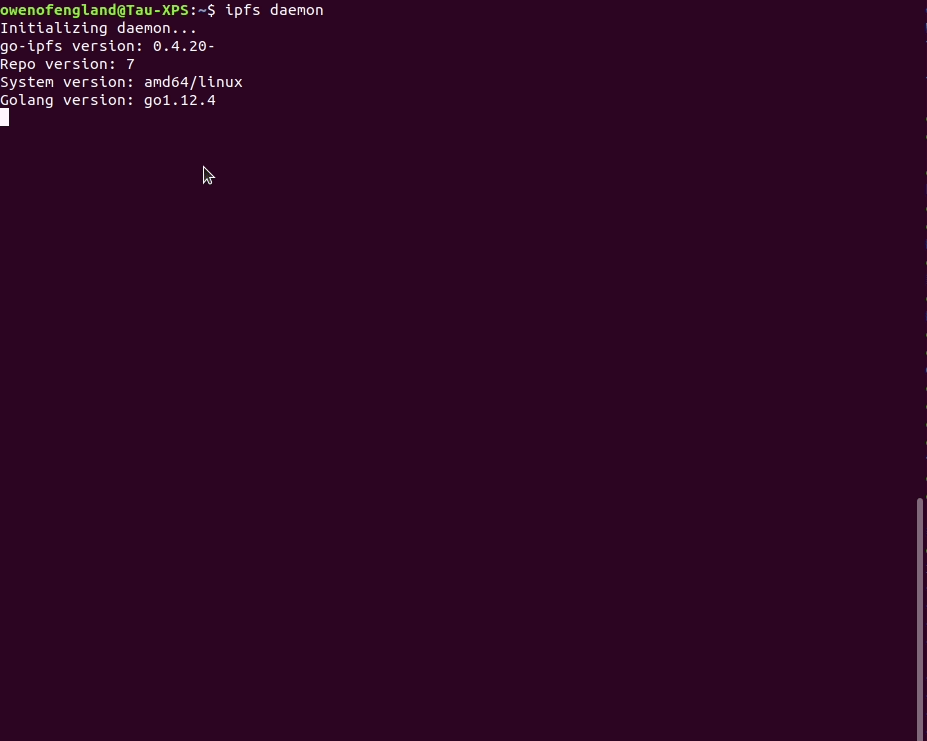 owenofengland@Tau-XPS:~$ ipfs daemon
Initializing daemon...
go-ipfs version: 0.4.20-
Repo version: 7
System version: amd64/linux
Golang version: go1.12.4